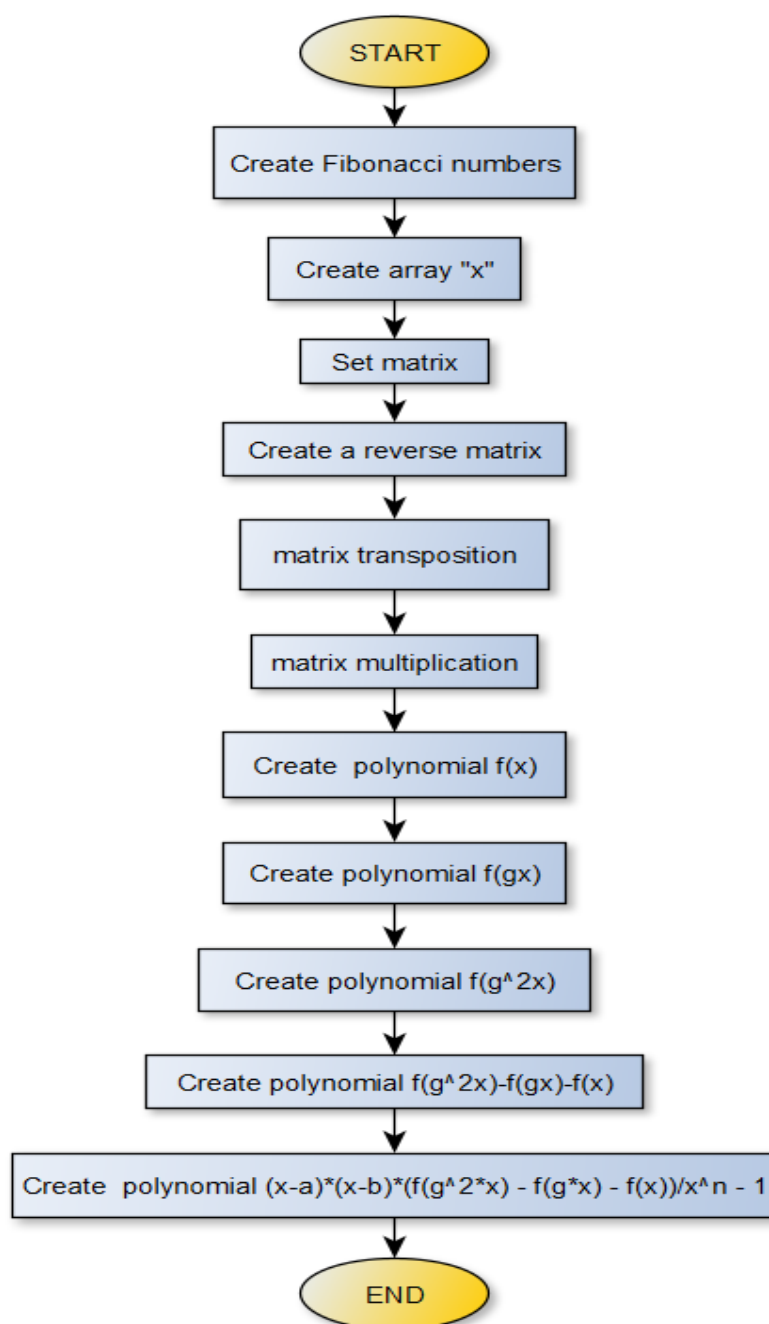 START
Create Fibonacci numbers
Create array "x"
Set matrix
Create a reverse matrix
matrix transposition
matrix multiplication
Create polynomial f(x)
Create polynomial f(gx)
Create polynomial f(g^2x)
Create polynomial f(g^2x)-f(gx)-f(x)
Create polynomial (x-a)*(x-b)*(f(g^2*x) - f(g*x) - f(x))/x^n - 1
END